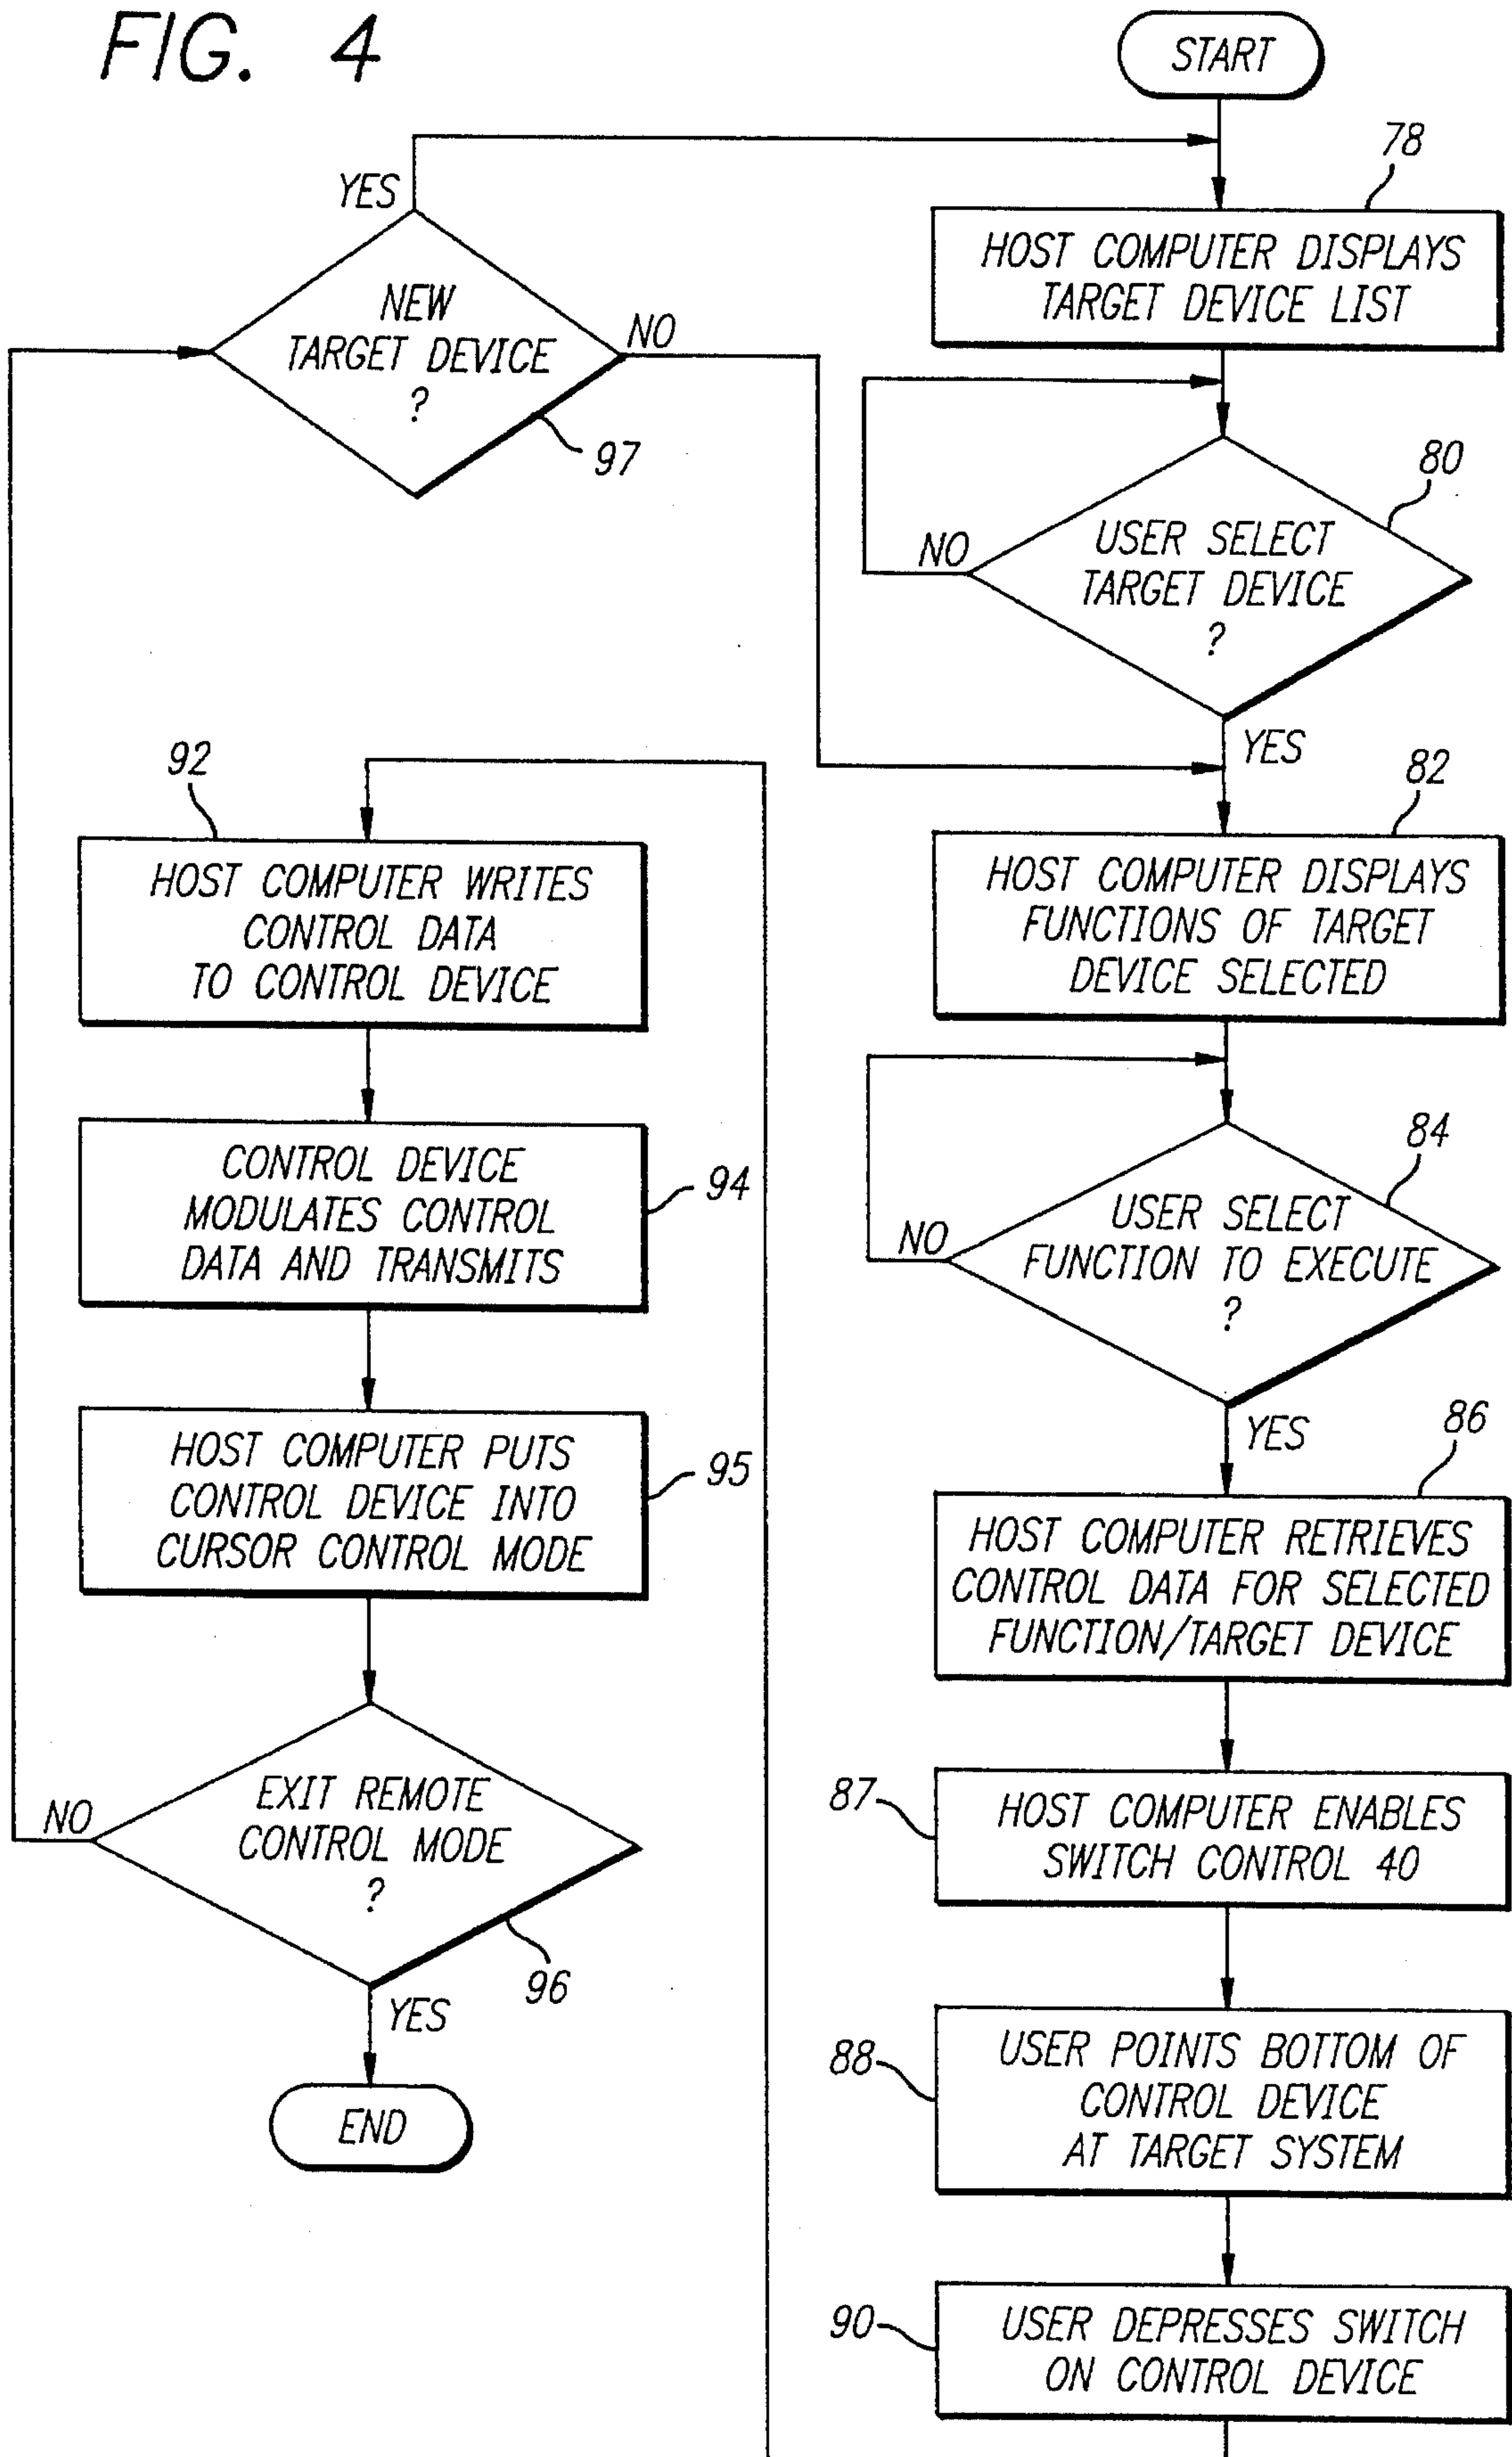 FIG. 4
START
78
HOST COMPUTER DISPLAYS
TARGET DEVICE LIST
80
USER SELECT
TARGET DEVICE
?
NO
YES
82
HOST COMPUTER DISPLAYS
FUNCTIONS OF TARGET
DEVICE SELECTED
84
USER SELECT
FUNCTION TO EXECUTE
?
NO
YES
86
HOST COMPUTER RETRIEVES
CONTROL DATA FOR SELECTED
FUNCTION/TARGET DEVICE
87
HOST COMPUTER ENABLES
SWITCH CONTROL 40
88
USER POINTS BOTTOM OF
CONTROL DEVICE
AT TARGET SYSTEM
90
USER DEPRESSES SWITCH
ON CONTROL DEVICE
92
HOST COMPUTER WRITES
CONTROL DATA
TO CONTROL DEVICE
CONTROL DEVICE
MODULATES CONTROL
DATA AND TRANSMITS
94
HOST COMPUTER PUTS
CONTROL DEVICE INTO
CURSOR CONTROL MODE
95
EXIT REMOTE
CONTROL MODE
?
96
NO
YES
END
NEW
TARGET DEVICE
?
97
YES
NO